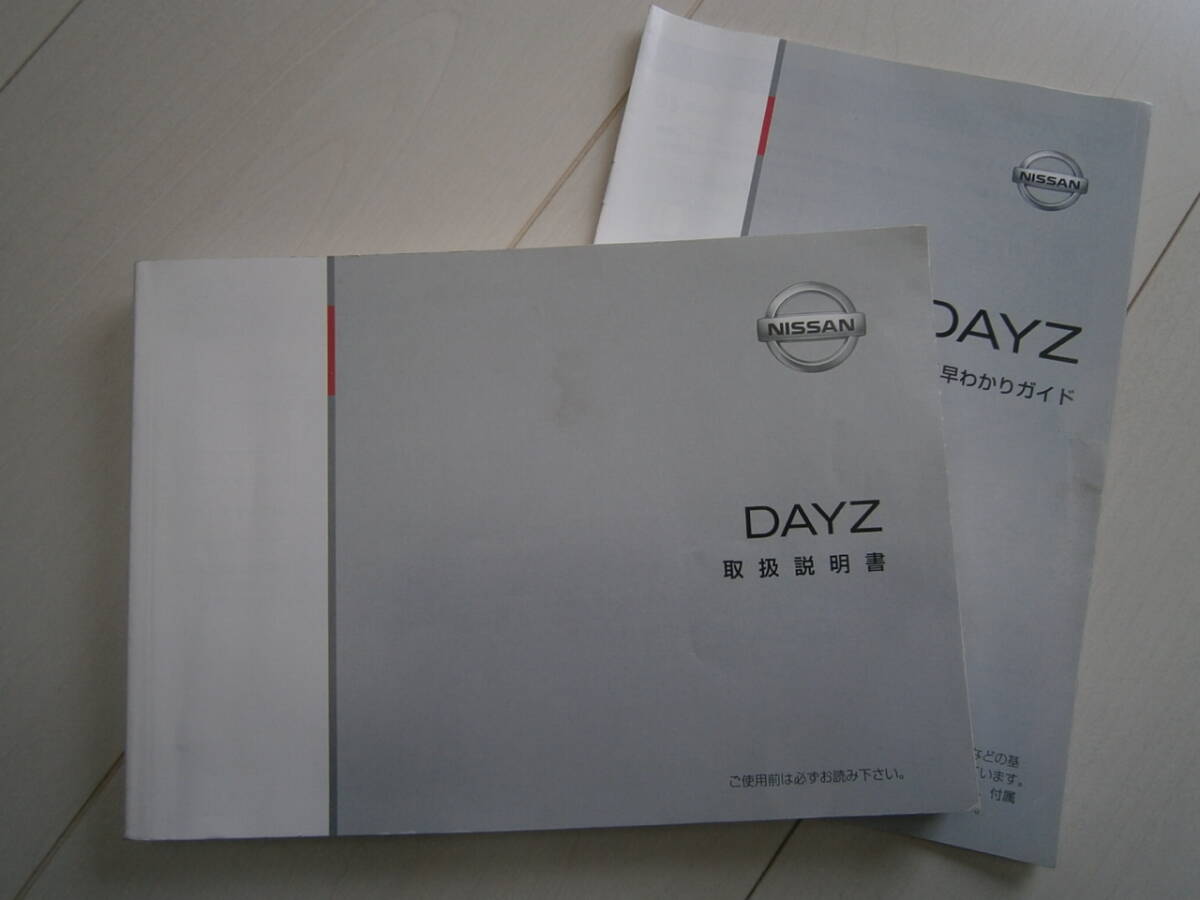 NISSAN
DAYZ
取扱説明書
ご使用前は必ずお読み下さい。
NISSAN
DAYZ
早わかりガイド
などの基
います。
付属